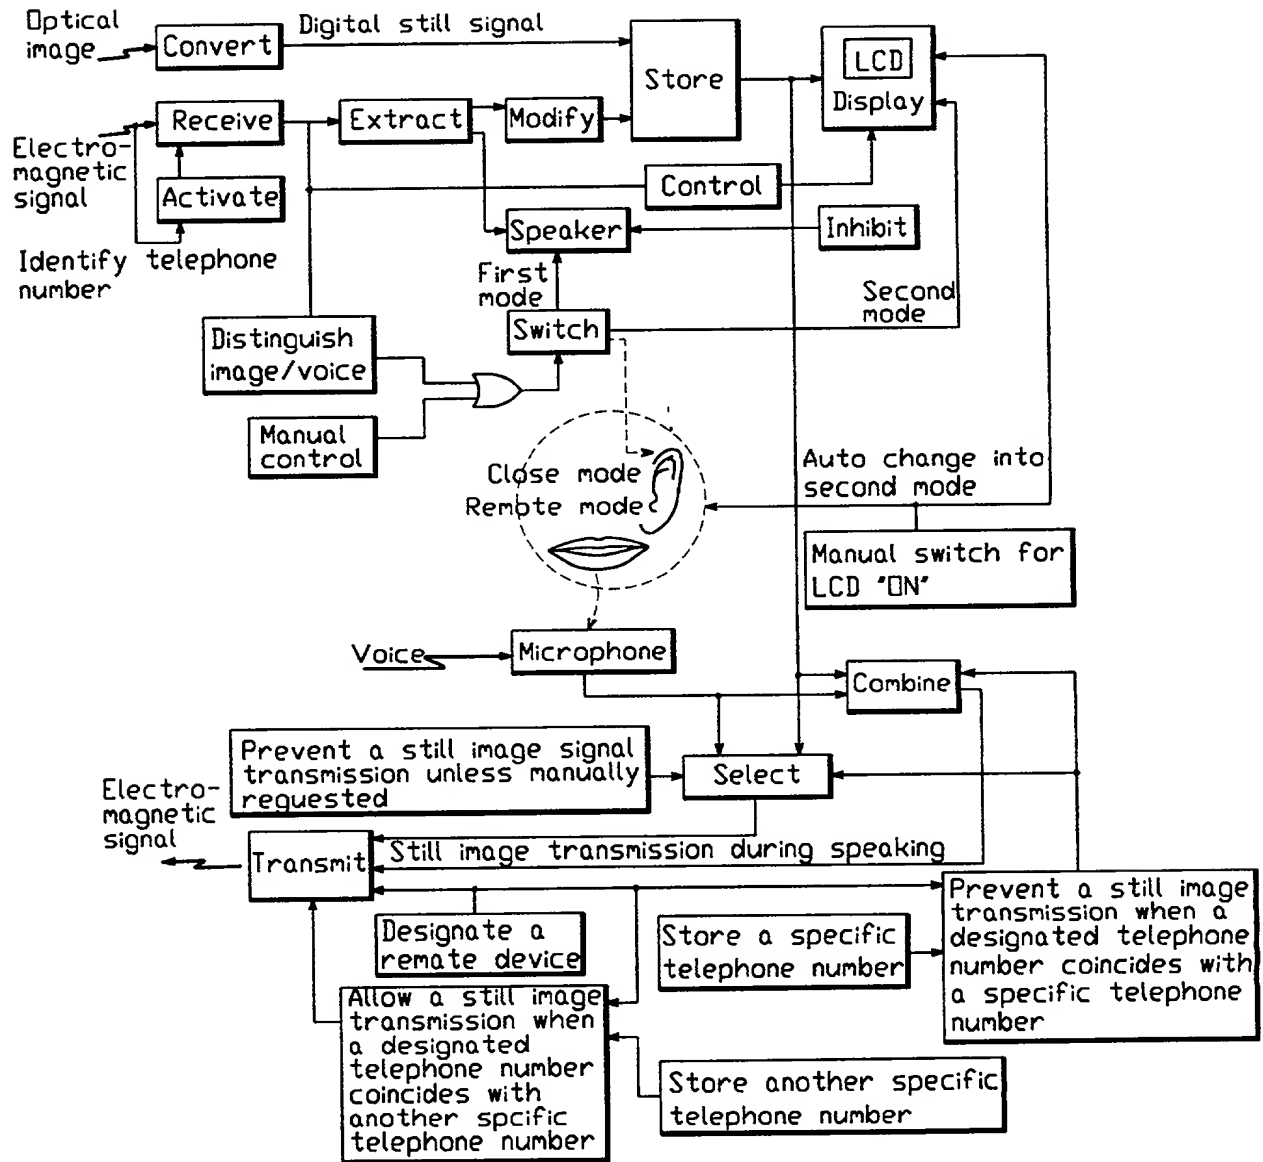 Optical
image
Convert
Digital still signal
Store
LCD
Display
Receive
Extract
Modify
Electro-
magnetic
signal
Activate
Control
Speaker
Inhibit
Identify telephone
number
First
mode
Second
mode
Switch
Distinguish
image/voice
Manual
control
Close mode
Remote mode
Auto change into
second mode
Manual switch for
LCD "ON"
Voice
Microphone
Combine
Prevent a still image signal
transmission unless manually
requested
Select
Electro-
magnetic
signal
Transmit
Still image transmission during speaking
Designate a
remate device
Store a specific
telephone number
Prevent a still image
transmission when a
designated telephone
number coincides with
a specific telephone
number
Allow a still image
transmission when
a designated
telephone number
coincides with
another spcific
telephone number
Store another specific
telephone number